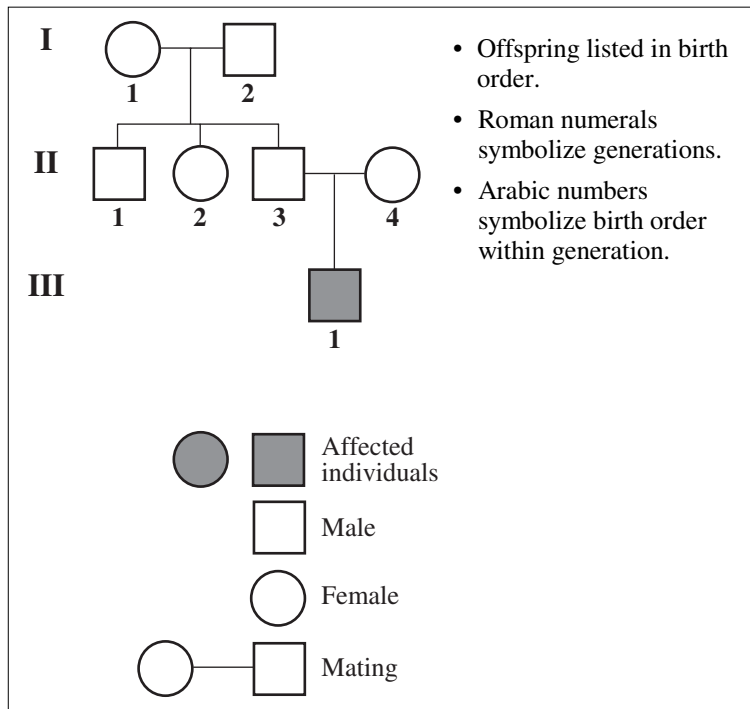 I
1 2
II
1 2 3 4
III
1
• Offspring listed in birth
order.
• Roman numerals
symbolize generations.
• Arabic numbers
symbolize birth order
within generation.
Affected
individuals
Male
Female
Mating